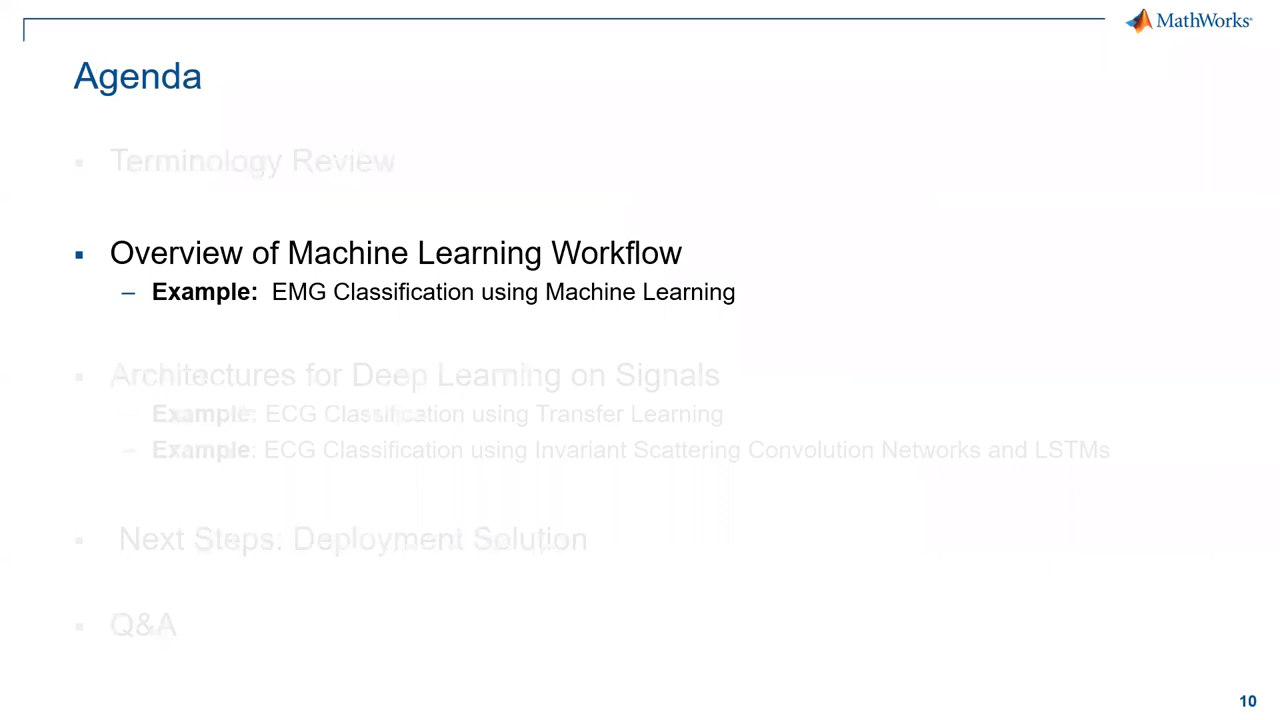 MathWorks®
Agenda
▪ Terminology Review
▪ Overview of Machine Learning Workflow
– Example: EMG Classification using Machine Learning
▪ Architectures for Deep Learning on Signals
– Example: ECG Classification using Transfer Learning
– Example: ECG Classification using Invariant Scattering Convolution Networks and LSTMs
▪ Next Steps: Deployment Solution
▪ Q&A
10